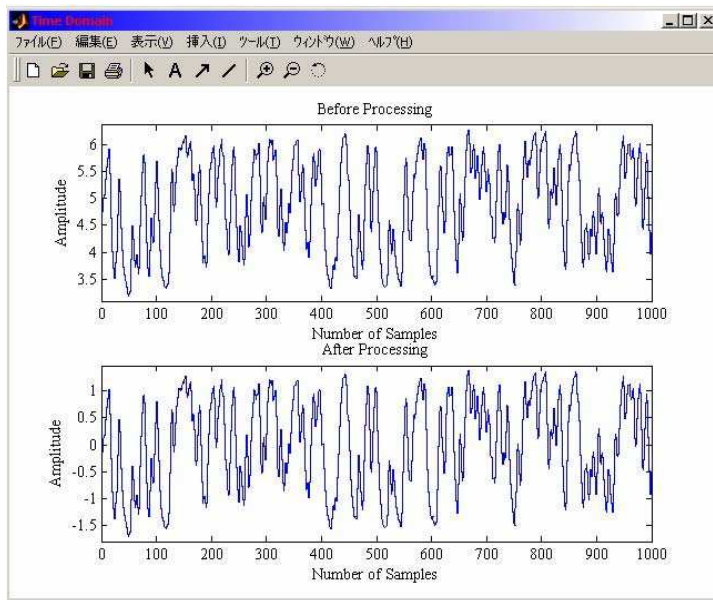 Time Domain
ファイル(F) 編集(E) 表示(V) 挿入(I) ツール(T) ウィンドウ(W) ヘルプ(H)
A
Before Processing
6
5.5
5
4.5
4
3.5
Amplitude
0 100 200 300 400 500 600 700 800 900 1000
Number of Samples
After Processing
1
0.5
0
-0.5
-1
-1.5
Amplitude
0 100 200 300 400 500 600 700 800 900 1000
Number of Samples